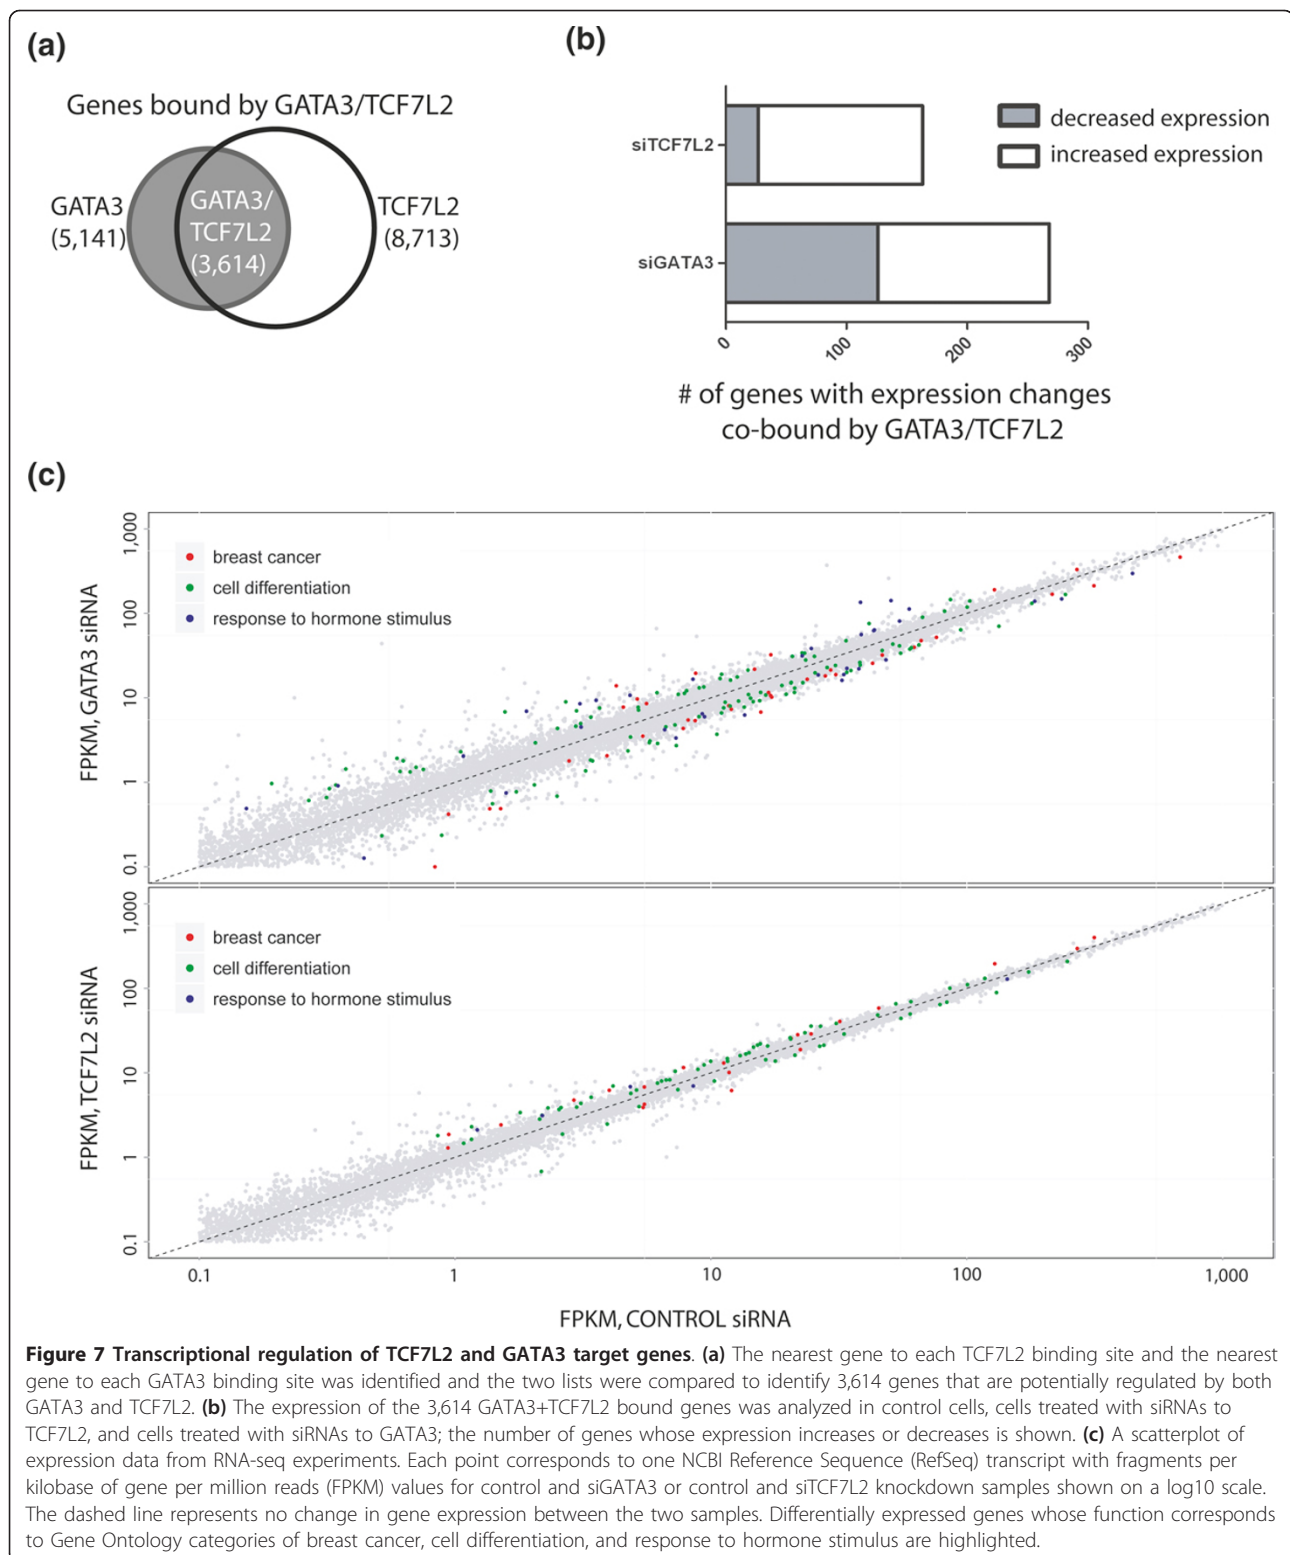 (a)
Genes bound by GATA3/TCF7L2
GATA3
(5,141)
GATA3/
TCF7L2
(3,614)
TCF7L2
(8,713)
(b)
siTCF7L2
siGATA3
decreased expression
increased expression
0
100
200
300
# of genes with expression changes
co-bound by GATA3/TCF7L2
(c)
FPKM, GATA3 siRNA
1,000
100
10
1
0.1
breast cancer
cell differentiation
response to hormone stimulus
FPKM, TCF7L2 siRNA
1,000
100
10
1
0.1
breast cancer
cell differentiation
response to hormone stimulus
0.1
1
10
100
1,000
FPKM, CONTROL siRNA
Figure 7 Transcriptional regulation of TCF7L2 and GATA3 target genes. (a) The nearest gene to each TCF7L2 binding site and the nearest
gene to each GATA3 binding site was identified and the two lists were compared to identify 3,614 genes that are potentially regulated by both
GATA3 and TCF7L2. (b) The expression of the 3,614 GATA3+TCF7L2 bound genes was analyzed in control cells, cells treated with siRNAs to
TCF7L2, and cells treated with siRNAs to GATA3; the number of genes whose expression increases or decreases is shown. (c) A scatterplot of
expression data from RNA-seq experiments. Each point corresponds to one NCBI Reference Sequence (RefSeq) transcript with fragments per
kilobase of gene per million reads (FPKM) values for control and siGATA3 or control and siTCF7L2 knockdown samples shown on a log10 scale.
The dashed line represents no change in gene expression between the two samples. Differentially expressed genes whose function corresponds
to Gene Ontology categories of breast cancer, cell differentiation, and response to hormone stimulus are highlighted.